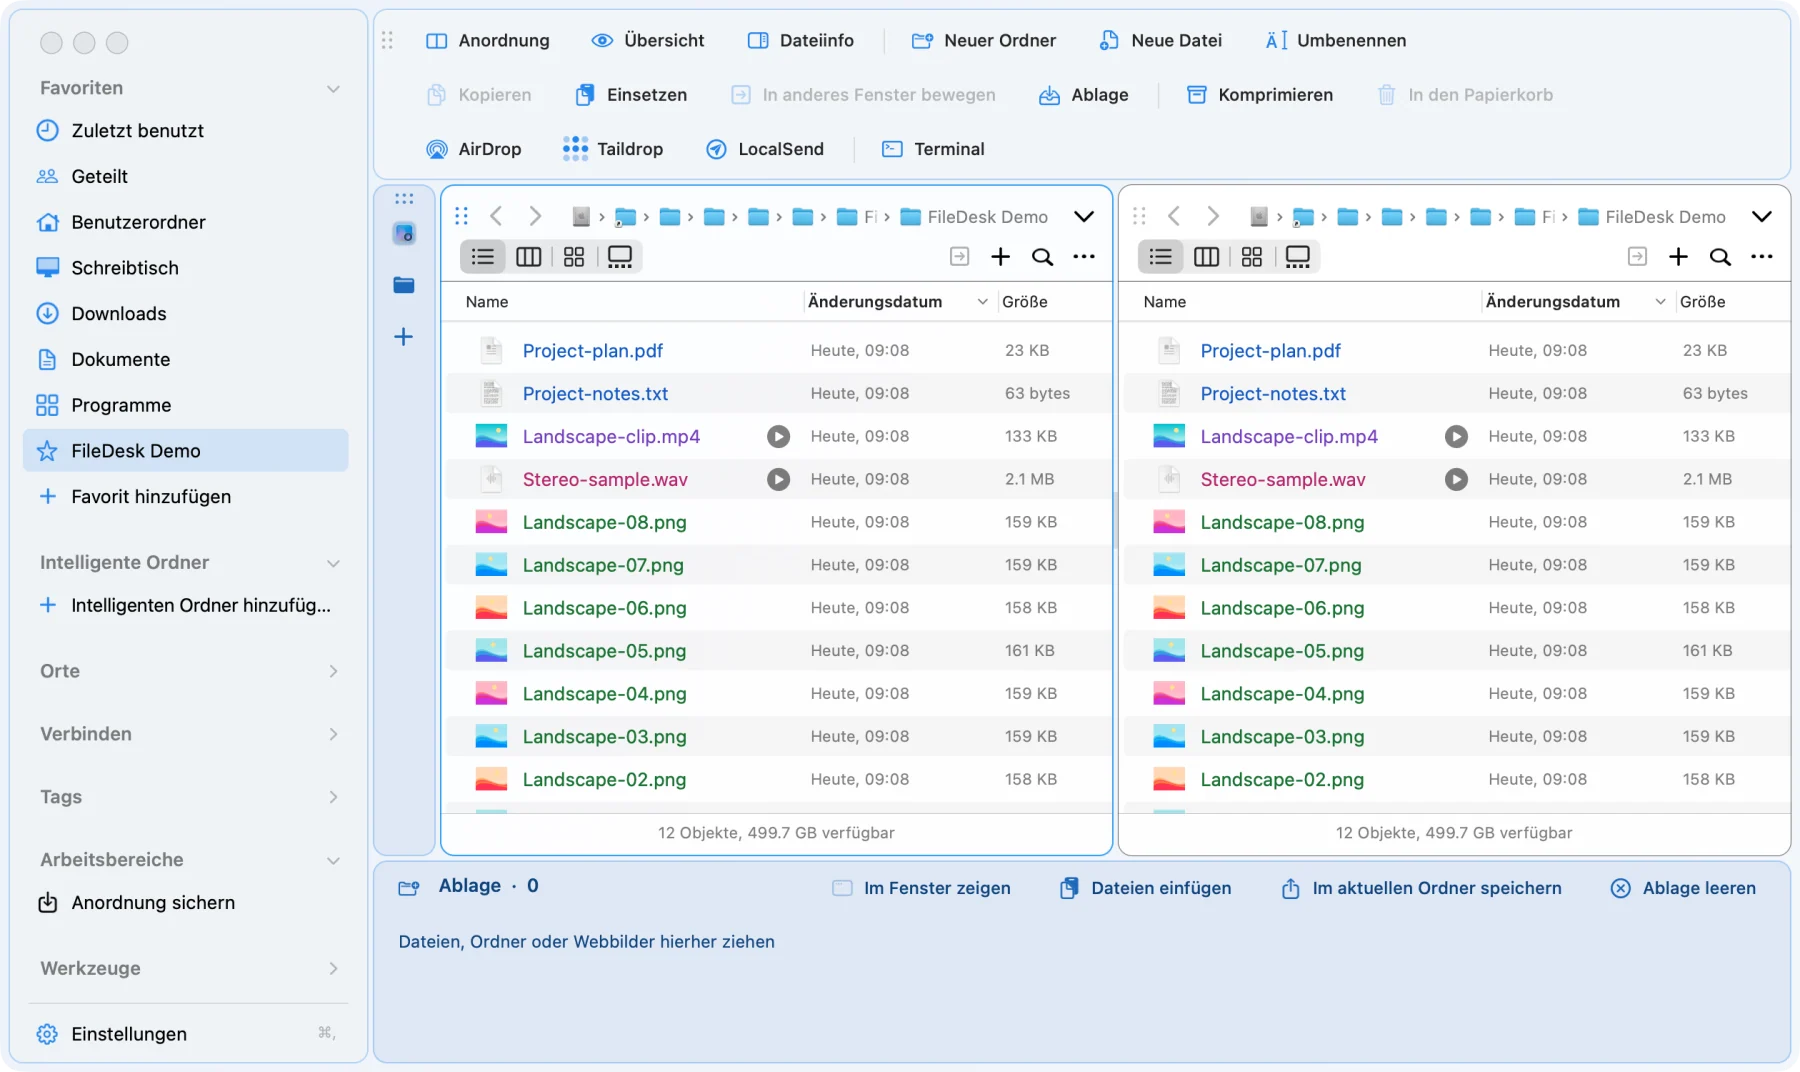 Favoriten
Zuletzt benutzt
Geteilt
Benutzerordner
Schreibtisch
Downloads
Dokumente
Programme
FileDesk Demo
Favorit hinzufügen
Intelligente Ordner
Intelligenten Ordner hinzufüg...
Orte
Verbinden
Tags
Arbeitsbereiche
Anordnung sichern
Werkzeuge
Einstellungen ⌘,
Anordnung Übersicht Dateiinfo Neuer Ordner Neue Datei Umbenennen
Kopieren Einsetzen In anderes Fenster bewegen Ablage Komprimieren In den Papierkorb
AirDrop Taildrop LocalSend Terminal
Fi FileDesk Demo
Name Änderungsdatum Größe
Project-plan.pdf Heute, 09:08 23 KB
Project-notes.txt Heute, 09:08 63 bytes
Landscape-clip.mp4 Heute, 09:08 133 KB
Stereo-sample.wav Heute, 09:08 2.1 MB
Landscape-08.png Heute, 09:08 159 KB
Landscape-07.png Heute, 09:08 159 KB
Landscape-06.png Heute, 09:08 158 KB
Landscape-05.png Heute, 09:08 161 KB
Landscape-04.png Heute, 09:08 159 KB
Landscape-03.png Heute, 09:08 159 KB
Landscape-02.png Heute, 09:08 158 KB
12 Objekte, 499.7 GB verfügbar
Fi FileDesk Demo
Name Änderungsdatum Größe
Project-plan.pdf Heute, 09:08 23 KB
Project-notes.txt Heute, 09:08 63 bytes
Landscape-clip.mp4 Heute, 09:08 133 KB
Stereo-sample.wav Heute, 09:08 2.1 MB
Landscape-08.png Heute, 09:08 159 KB
Landscape-07.png Heute, 09:08 159 KB
Landscape-06.png Heute, 09:08 158 KB
Landscape-05.png Heute, 09:08 161 KB
Landscape-04.png Heute, 09:08 159 KB
Landscape-03.png Heute, 09:08 159 KB
Landscape-02.png Heute, 09:08 158 KB
12 Objekte, 499.7 GB verfügbar
Ablage · 0 Im Fenster zeigen Dateien einfügen Im aktuellen Ordner speichern Ablage leeren
Dateien, Ordner oder Webbilder hierher ziehen